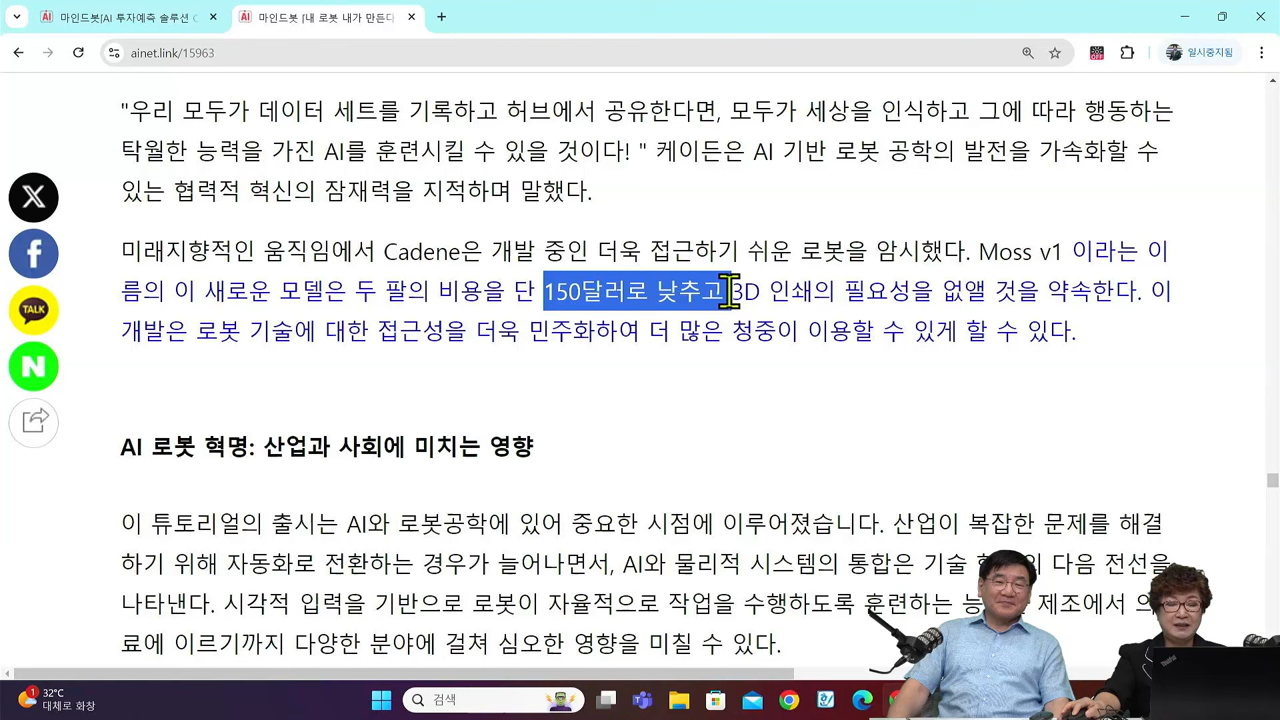 마인드봇[AI 투자예측 솔루션 C
마인드봇 [내 로봇 내가 만든다
ainet.link/15963
OFF
일시중지됨
"우리 모두가 데이터 세트를 기록하고 허브에서 공유한다면, 모두가 세상을 인식하고 그에 따라 행동하는
탁월한 능력을 가진 AI를 훈련시킬 수 있을 것이다! " 케이든은 AI 기반 로봇 공학의 발전을 가속화할 수
있는 협력적 혁신의 잠재력을 지적하며 말했다.
미래지향적인 움직임에서 Cadene은 개발 중인 더욱 접근하기 쉬운 로봇을 암시했다. Moss v1 이라는 이
름의 이 새로운 모델은 두 팔의 비용을 단 150달러로 낮추고 3D 인쇄의 필요성을 없앨 것을 약속한다. 이
개발은 로봇 기술에 대한 접근성을 더욱 민주화하여 더 많은 청중이 이용할 수 있게 할 수 있다.
TALK
AI 로봇 혁명: 산업과 사회에 미치는 영향
이 튜토리얼의 출시는 AI와 로봇공학에 있어 중요한 시점에 이루어졌습니다. 산업이 복잡한 문제를 해결
하기 위해 자동화로 전환하는 경우가 늘어나면서, AI와 물리적 시스템의 통합은 기술 다음 전선을
나타낸다. 시각적 입력을 기반으로 로봇이 자율적으로 작업을 수행하도록 훈련하는 제조에서 의
료에 이르기까지 다양한 분야에 걸쳐 심오한 영향을 미칠 수 있다.
1
32°C
대체로 화창
검색
ThinkPad